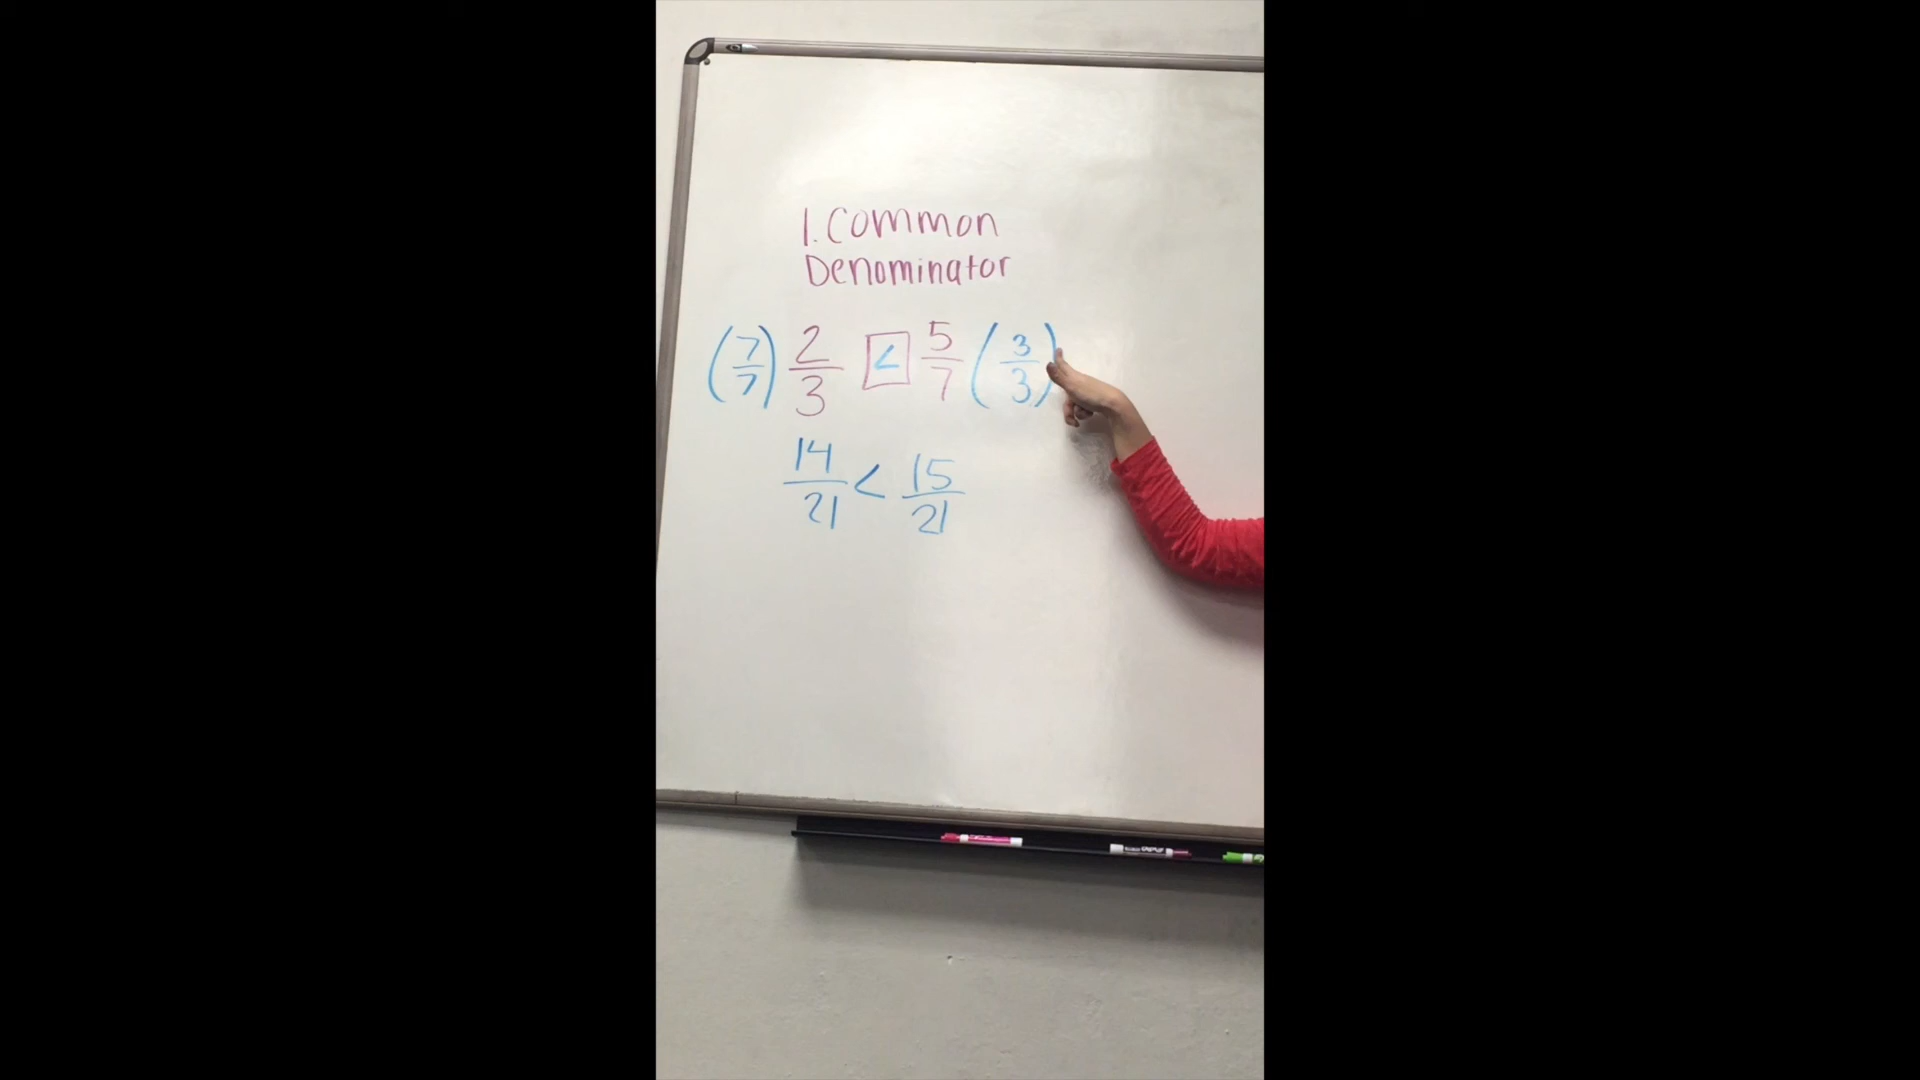 1. Common
Denominator
(7/7) 2/3 < 5/7 (3/3)
14/21 < 15/21